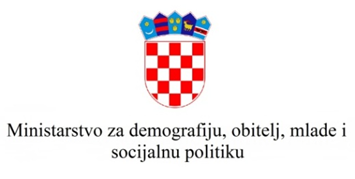 Ministarstvo za demografiju, obitelj, mlade i
socijalnu politiku